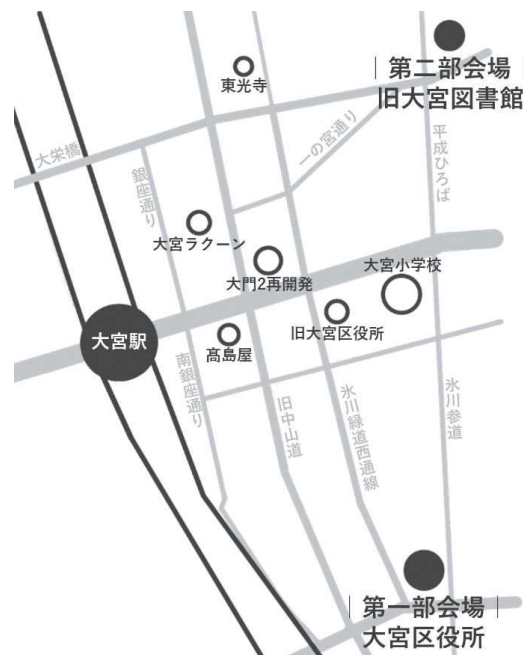 東光寺
｜第二部会場｜
旧大宮図書館
大栄橋
一の宮通り
平成ひろば
銀座通り
大宮ラクーン
大門2再開発
大宮小学校
大宮駅
髙島屋
旧大宮区役所
南銀座通り
旧中山道
氷川緑道西通線
氷川参道
｜第一部会場｜
大宮区役所